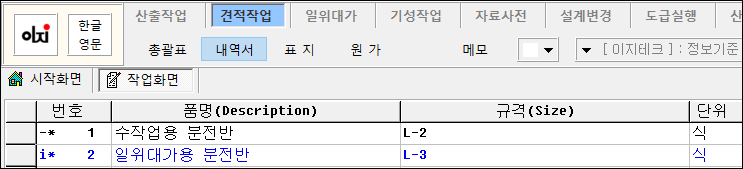 이지 한글 영문
산출작업 견적작업 일위대가 기성작업 자료사전 설계변경 도급실행
총괄표 내역서 표 지 원 가 메모 [ 이지테크 ] : 정보기준
시작화면 작업화면
번호 품명(Description) 규격(Size) 단위
-* 1 수작업용 분전반 L-2 식
i* 2 일위대가용 분전반 L-3 식